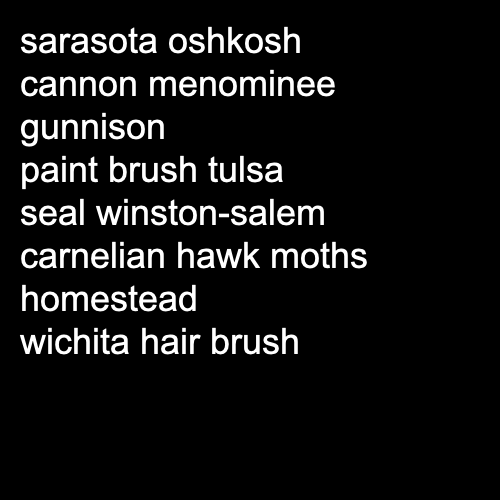 sarasota oshkosh
cannon menominee
gunnison
paint brush tulsa
seal winston-salem
carnelian hawk moths
homestead
wichita hair brush